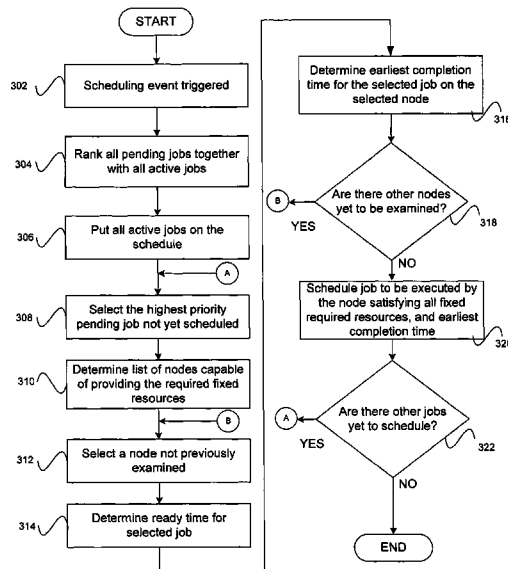 START
302
Scheduling event triggered
304
Rank all pending jobs together
with all active jobs
306
Put all active jobs on the
schedule
A
308
Select the highest priority
pending job not yet scheduled
310
Determine list of nodes capable
of providing the required fixed
resources
B
312
Select a node not previously
examined
314
Determine ready time for
selected job
Determine earliest completion
time for the selected job on the
selected node
316
Are there other nodes
yet to be examined?
B
YES
318
NO
Schedule job to be executed by
the node satisfying all fixed
required resources, and earliest
completion time
320
Are there other jobs
yet to schedule?
A
YES
322
NO
END